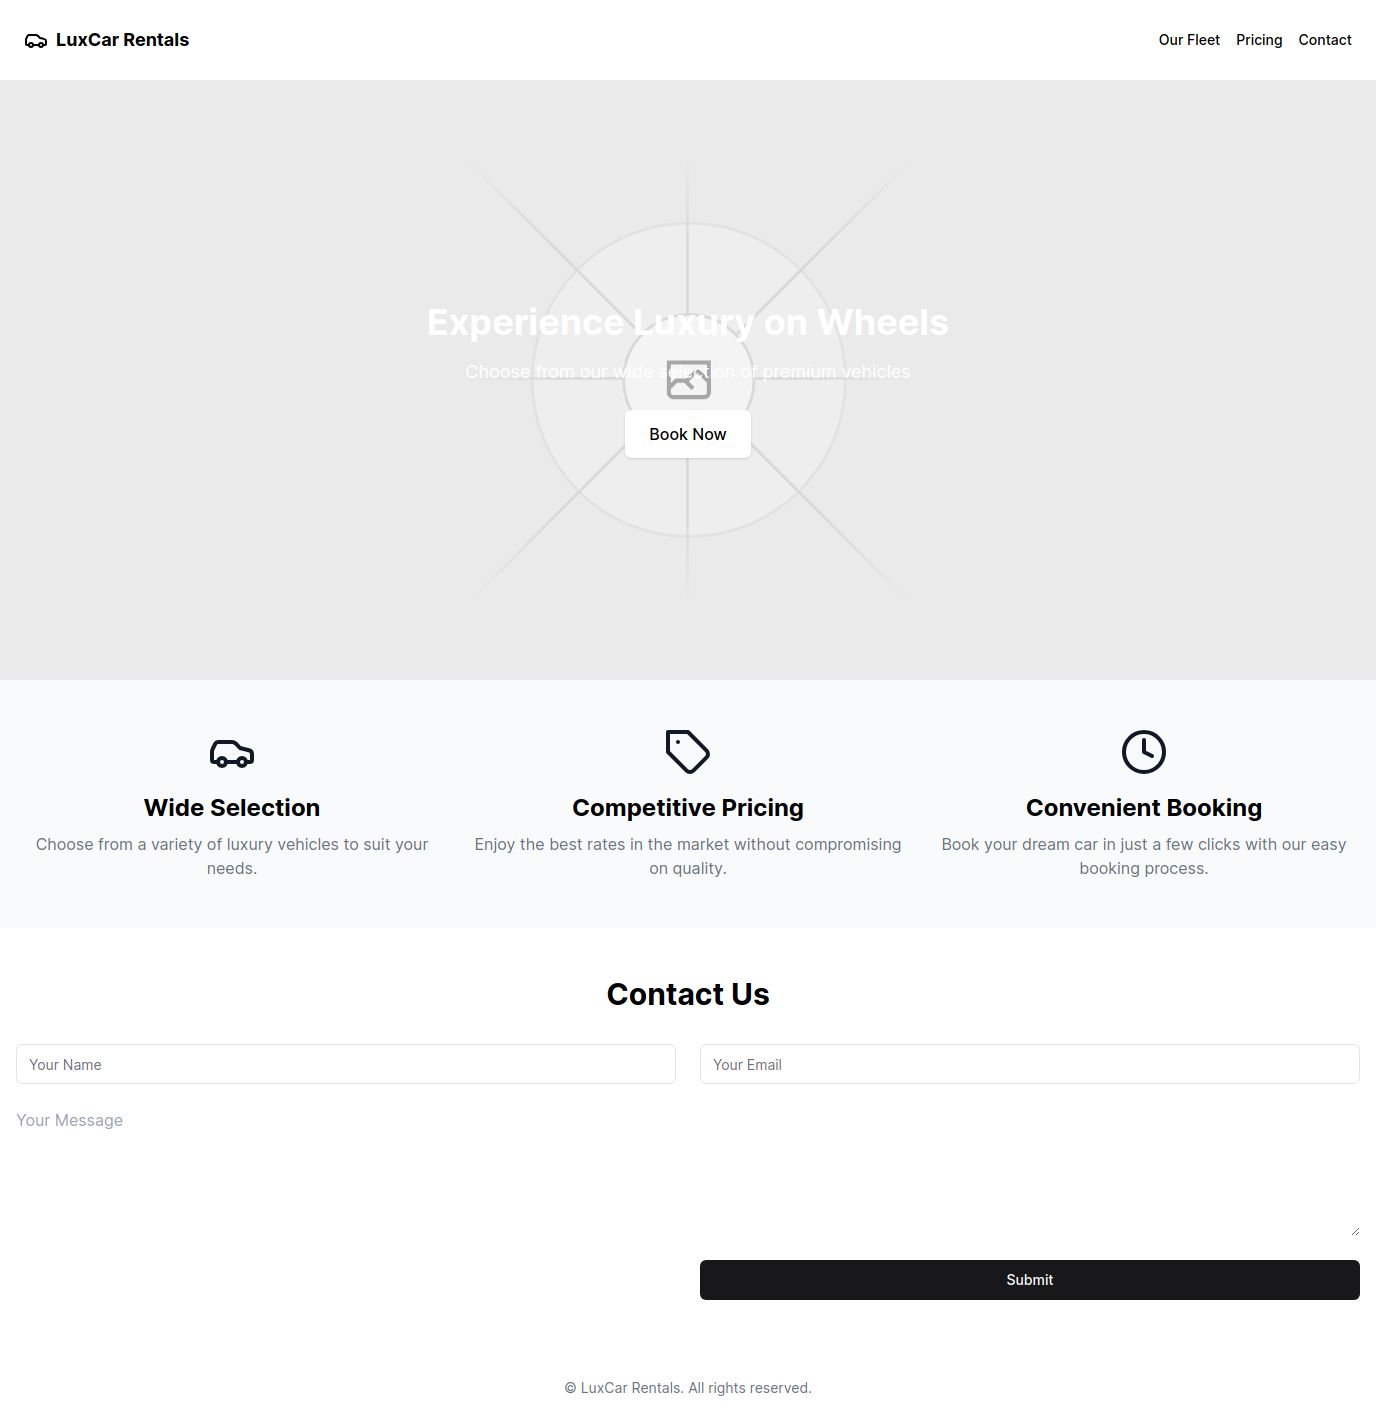 LuxCar Rentals
Our Fleet
Pricing
Contact
Experience Luxury on Wheels
Choose from our wide selection of premium vehicles
Book Now
Wide Selection
Choose from a variety of luxury vehicles to suit your
needs.
Competitive Pricing
Enjoy the best rates in the market without compromising
on quality.
Convenient Booking
Book your dream car in just a few clicks with our easy
booking process.
Contact Us
Your Name
Your Email
Your Message
Submit
© LuxCar Rentals. All rights reserved.